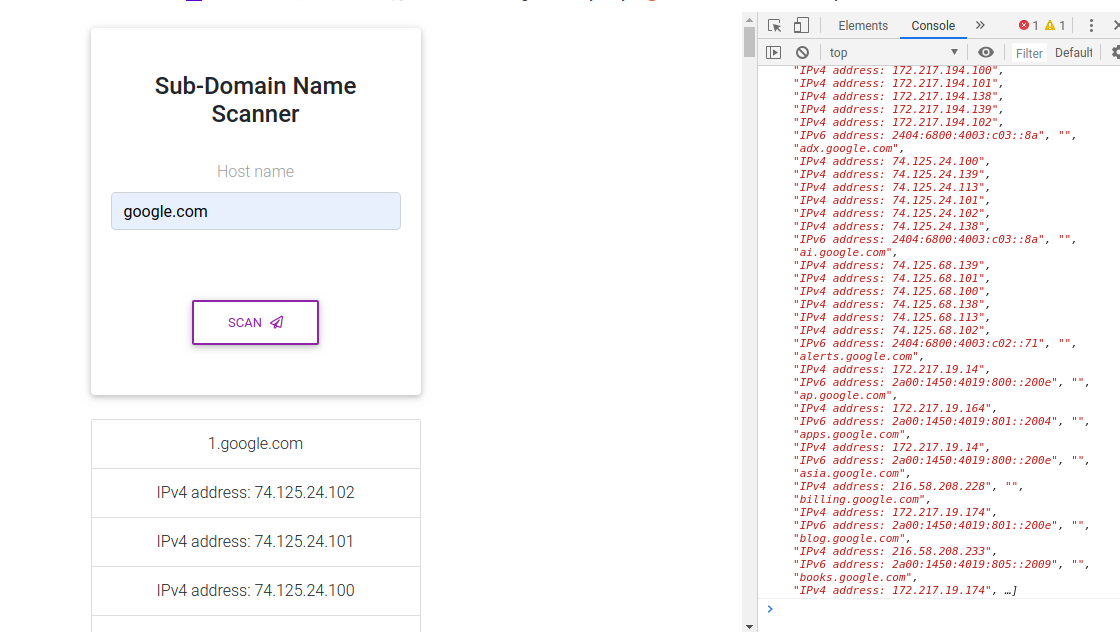 Sub-Domain Name
Scanner
Host name
google.com
SCAN
1.google.com
IPv4 address: 74.125.24.102
IPv4 address: 74.125.24.101
IPv4 address: 74.125.24.100
Elements
Console
»
1
1
top
Filter
Default
"IPv4 address: 172.217.194.100",
"IPv4 address: 172.217.194.101",
"IPv4 address: 172.217.194.138",
"IPv4 address: 172.217.194.139",
"IPv4 address: 172.217.194.102",
"IPv6 address: 2404:6800:4003:c03::8a", "",
"adx.google.com",
"IPv4 address: 74.125.24.100",
"IPv4 address: 74.125.24.139",
"IPv4 address: 74.125.24.113",
"IPv4 address: 74.125.24.101",
"IPv4 address: 74.125.24.102",
"IPv4 address: 74.125.24.138",
"IPv6 address: 2404:6800:4003:c03::8a", "",
"ai.google.com",
"IPv4 address: 74.125.68.139",
"IPv4 address: 74.125.68.101",
"IPv4 address: 74.125.68.100",
"IPv4 address: 74.125.68.138",
"IPv4 address: 74.125.68.113",
"IPv4 address: 74.125.68.102",
"IPv6 address: 2404:6800:4003:c02::71", "",
"alerts.google.com",
"IPv4 address: 172.217.19.14",
"IPv6 address: 2a00:1450:4019:800::200e", "",
"ap.google.com",
"IPv4 address: 172.217.19.164",
"IPv6 address: 2a00:1450:4019:801::2004", "",
"apps.google.com",
"IPv4 address: 172.217.19.14",
"IPv6 address: 2a00:1450:4019:800::200e", "",
"asia.google.com",
"IPv4 address: 216.58.208.228", "",
"billing.google.com",
"IPv4 address: 172.217.19.174",
"IPv6 address: 2a00:1450:4019:801::200e", "",
"blog.google.com",
"IPv4 address: 216.58.208.233",
"IPv6 address: 2a00:1450:4019:805::2009", "",
"books.google.com",
"IPv4 address: 172.217.19.174", …]